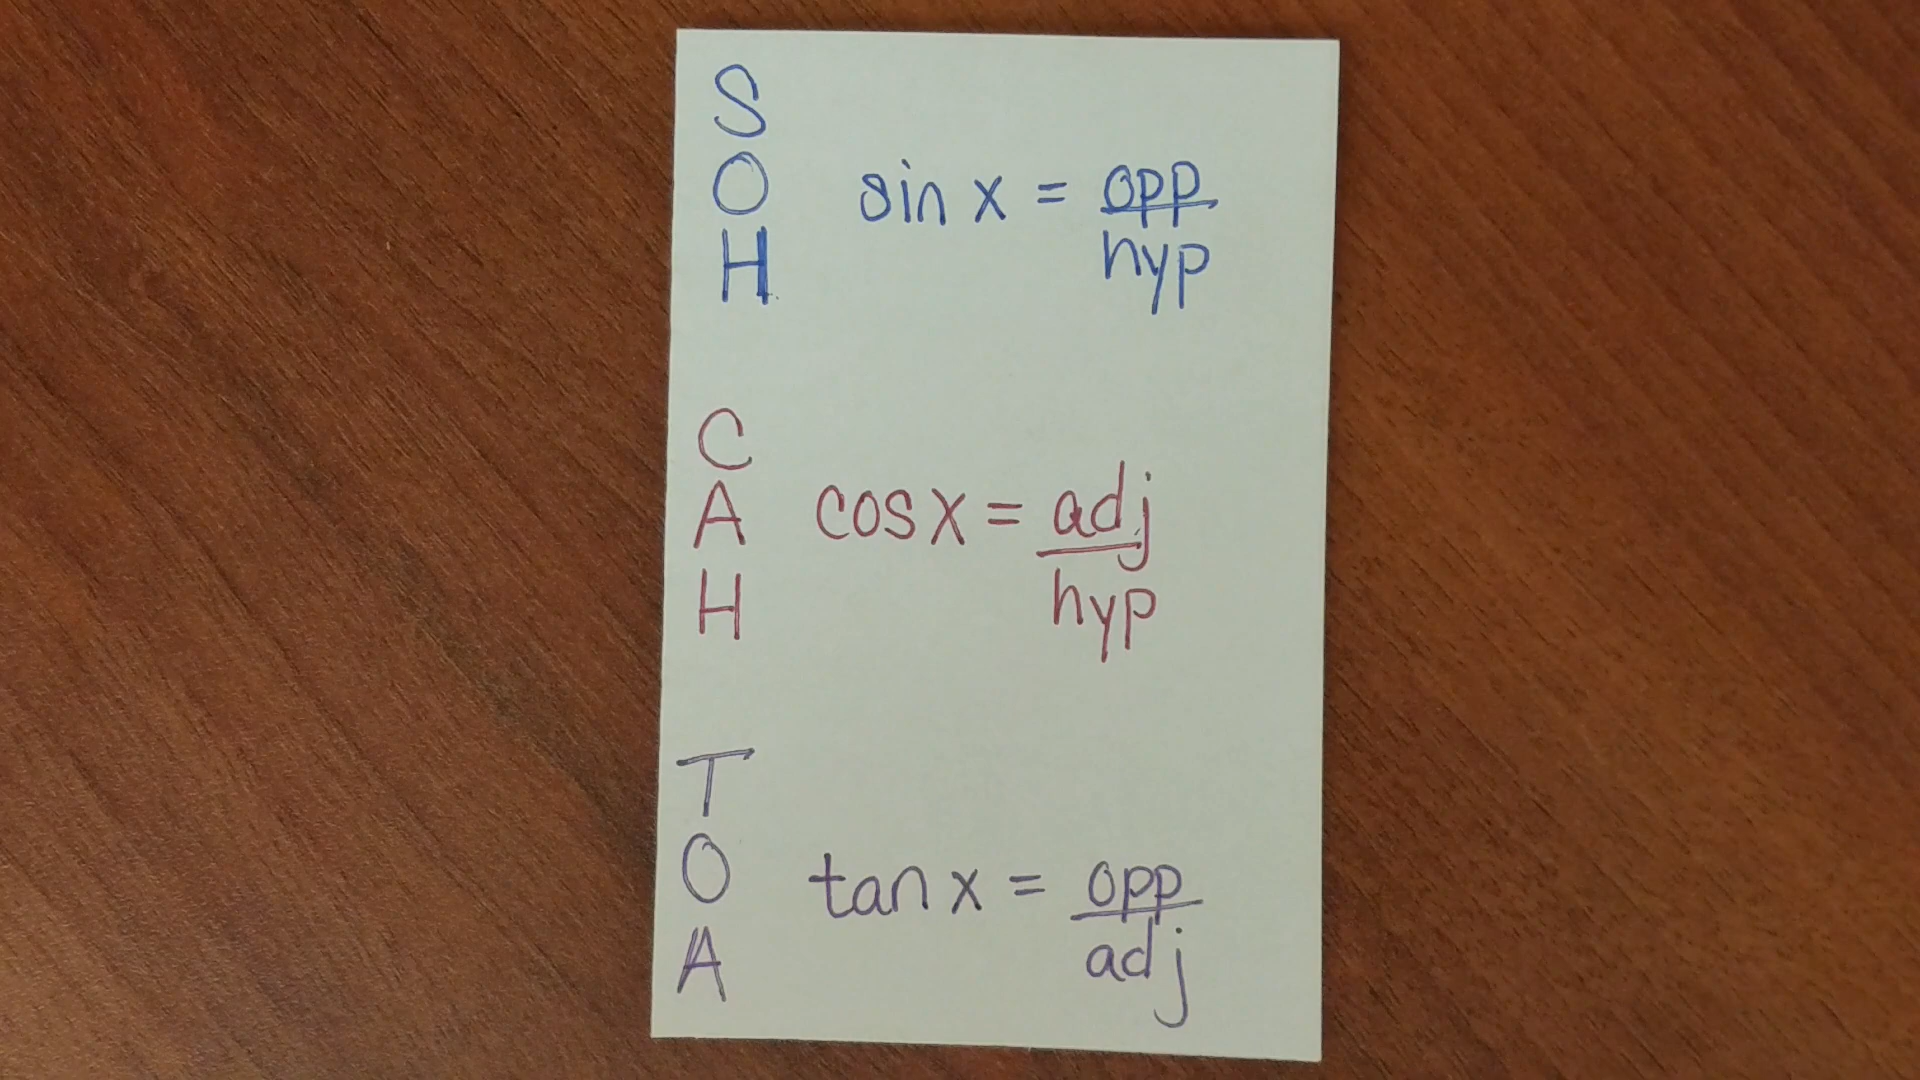 S
O
H
sin x = opp/hyp
C
A
H
cos x = adj/hyp
T
O
A
tan x = opp/adj